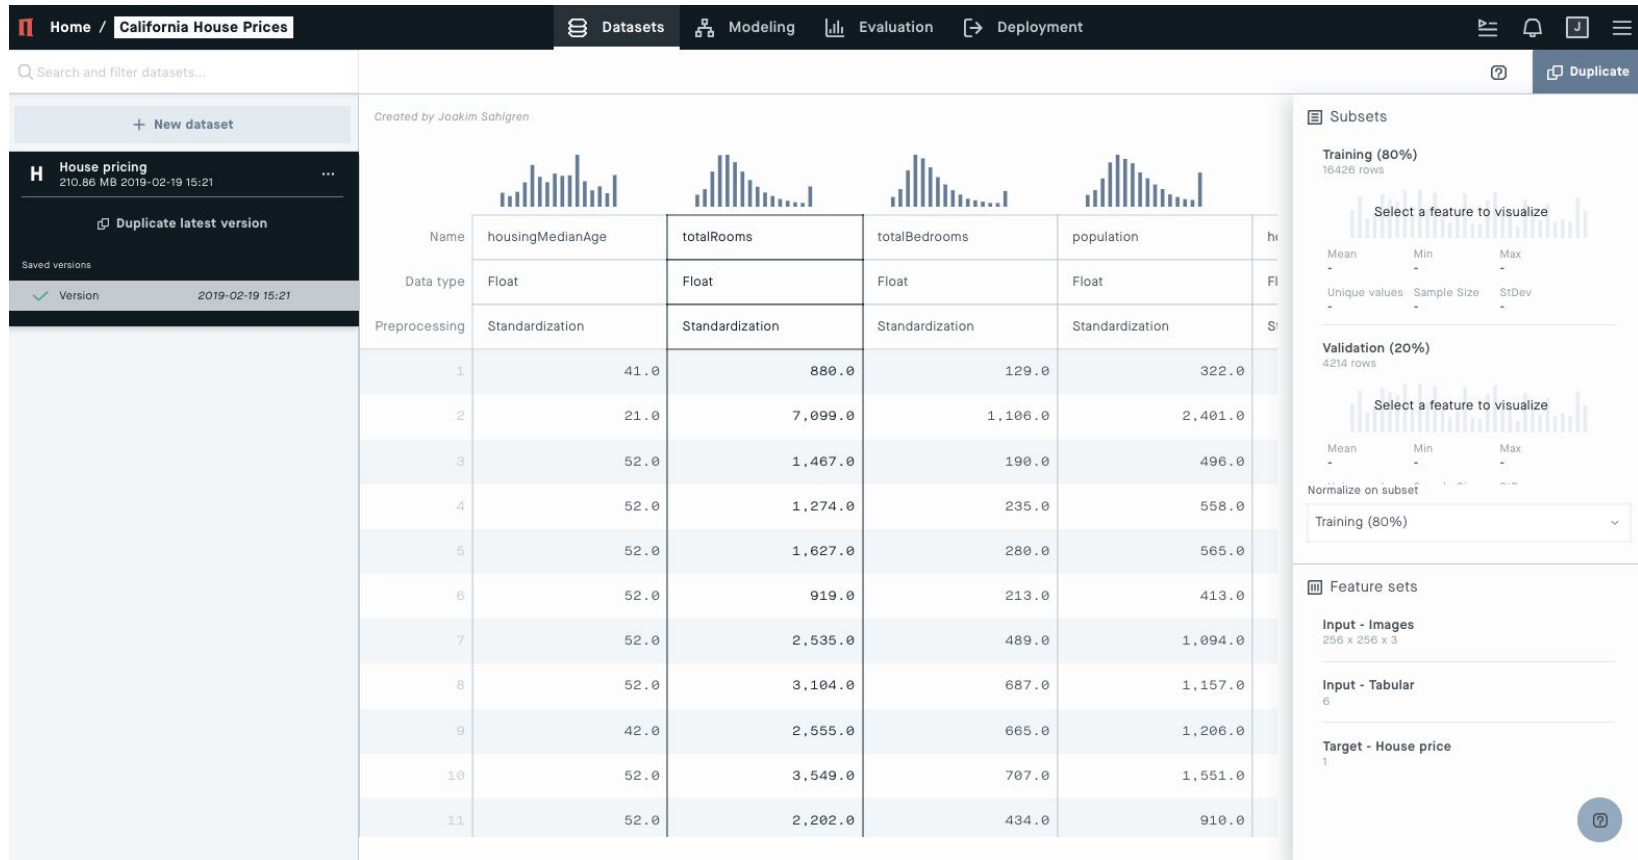 Home / California House Prices
Datasets
Modeling
Evaluation
Deployment
J
Search and filter datasets...
Duplicate
+ New dataset
H House pricing ...
210.86 MB 2019-02-19 15:21
Duplicate latest version
Saved versions
Version 2019-02-19 15:21
Created by Joakim Sahlgren
Name housingMedianAge totalRooms totalBedrooms population
Data type Float Float Float Float
Preprocessing Standardization Standardization Standardization Standardization
1 41.0 880.0 129.0 322.0
2 21.0 7,099.0 1,106.0 2,401.0
3 52.0 1,467.0 190.0 496.0
4 52.0 1,274.0 235.0 558.0
5 52.0 1,627.0 280.0 565.0
6 52.0 919.0 213.0 413.0
7 52.0 2,535.0 489.0 1,094.0
8 52.0 3,104.0 687.0 1,157.0
9 42.0 2,555.0 665.0 1,206.0
10 52.0 3,549.0 707.0 1,551.0
11 52.0 2,202.0 434.0 910.0
Subsets
Training (80%)
16426 rows
Select a feature to visualize
Mean Min Max
- - -
Unique values Sample Size StDev
- - -
Validation (20%)
4214 rows
Select a feature to visualize
Mean Min Max
- - -
Normalize on subset
Training (80%)
Feature sets
Input - Images
256 x 256 x 3
Input - Tabular
6
Target - House price
1